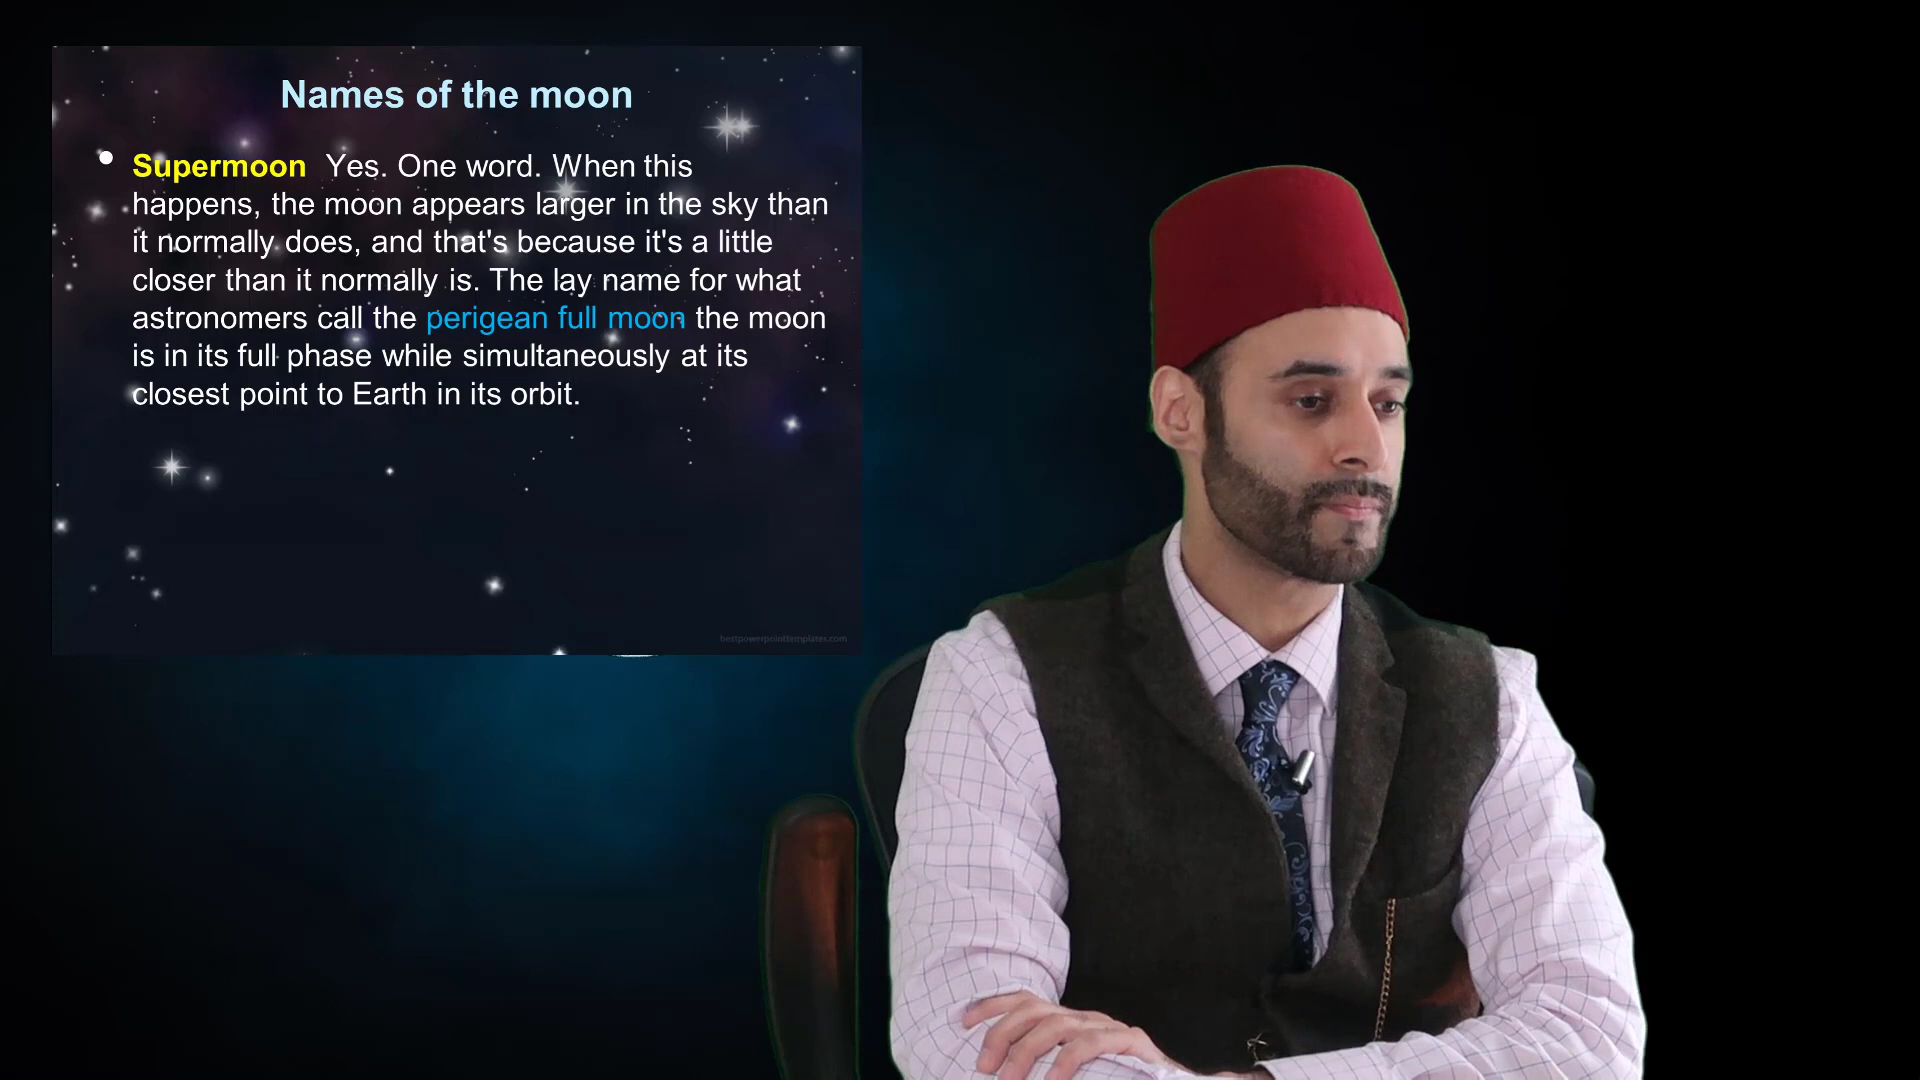 Names of the moon
• Supermoon  Yes. One word. When this
happens, the moon appears larger in the sky than
it normally does, and that's because it's a little
closer than it normally is. The lay name for what
astronomers call the perigean full moon the moon
is in its full phase while simultaneously at its
closest point to Earth in its orbit.
bestpowerpointtemplates.com